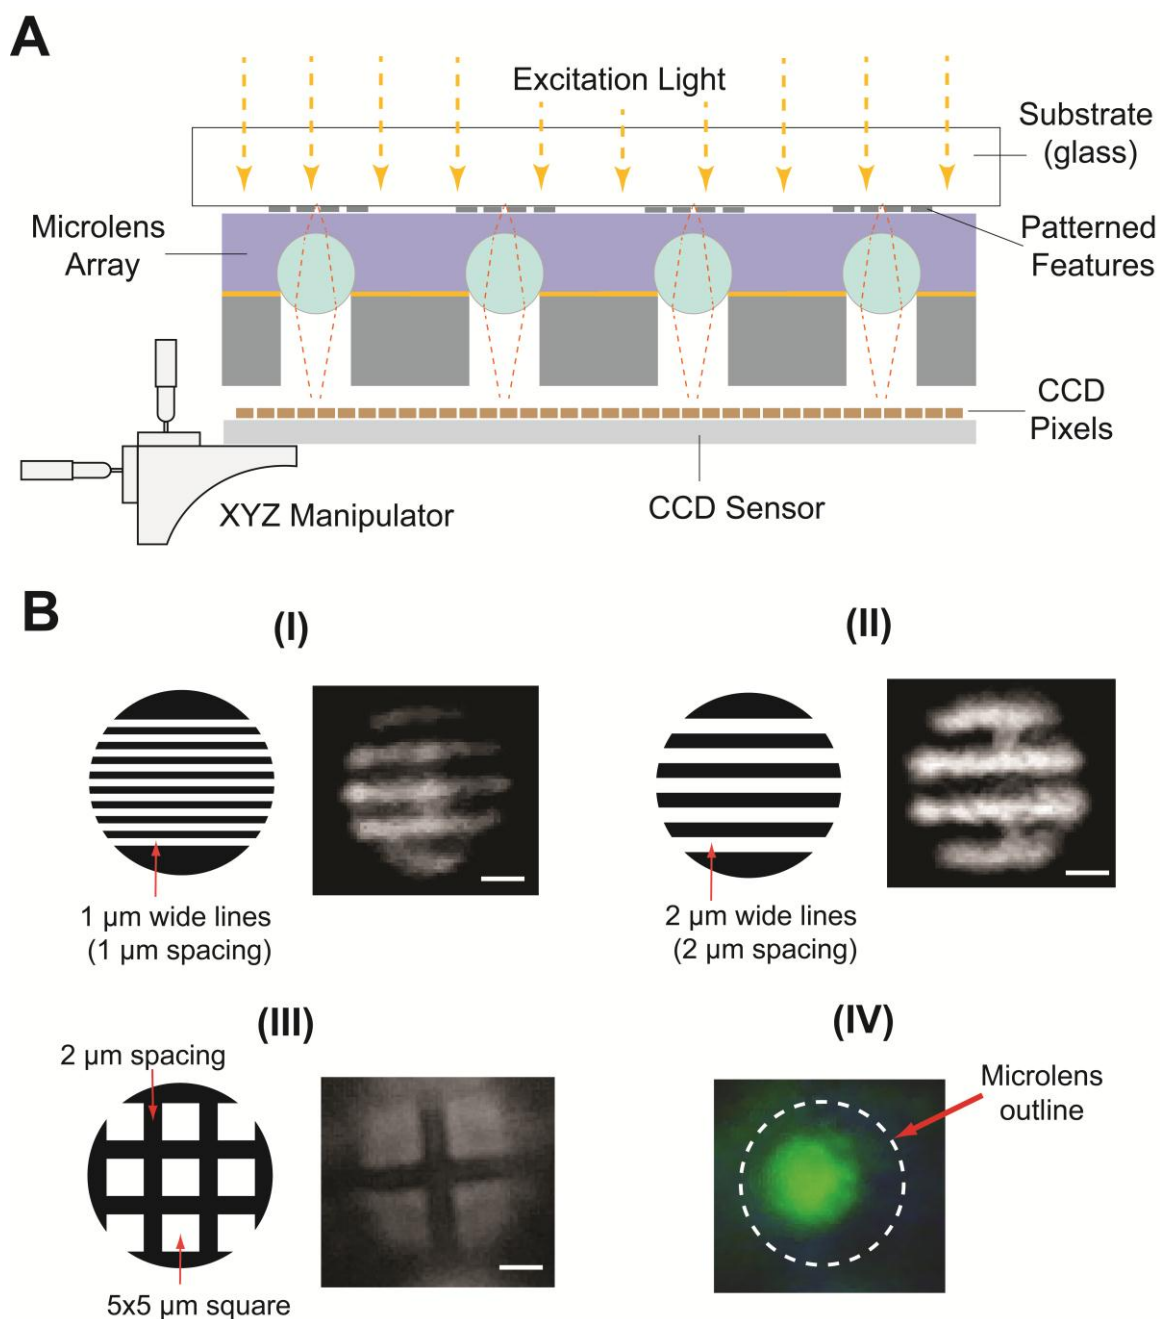 A
Excitation Light
Substrate
(glass)
Microlens
Array
Patterned
Features
CCD
Pixels
XYZ Manipulator
CCD Sensor
B
(I)
(II)
1 µm wide lines
(1 µm spacing)
2 µm wide lines
(2 µm spacing)
(III)
(IV)
2 µm spacing
5x5 µm square
Microlens
outline